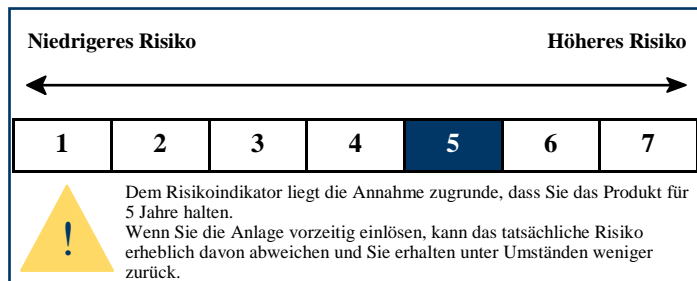 Niedrigeres Risiko Höheres Risiko
1 2 3 4 5 6 7
Dem Risikoindikator liegt die Annahme zugrunde, dass Sie das Produkt für
5 Jahre halten.
Wenn Sie die Anlage vorzeitig einlösen, kann das tatsächliche Risiko
erheblich davon abweichen und Sie erhalten unter Umständen weniger
zurück.
!